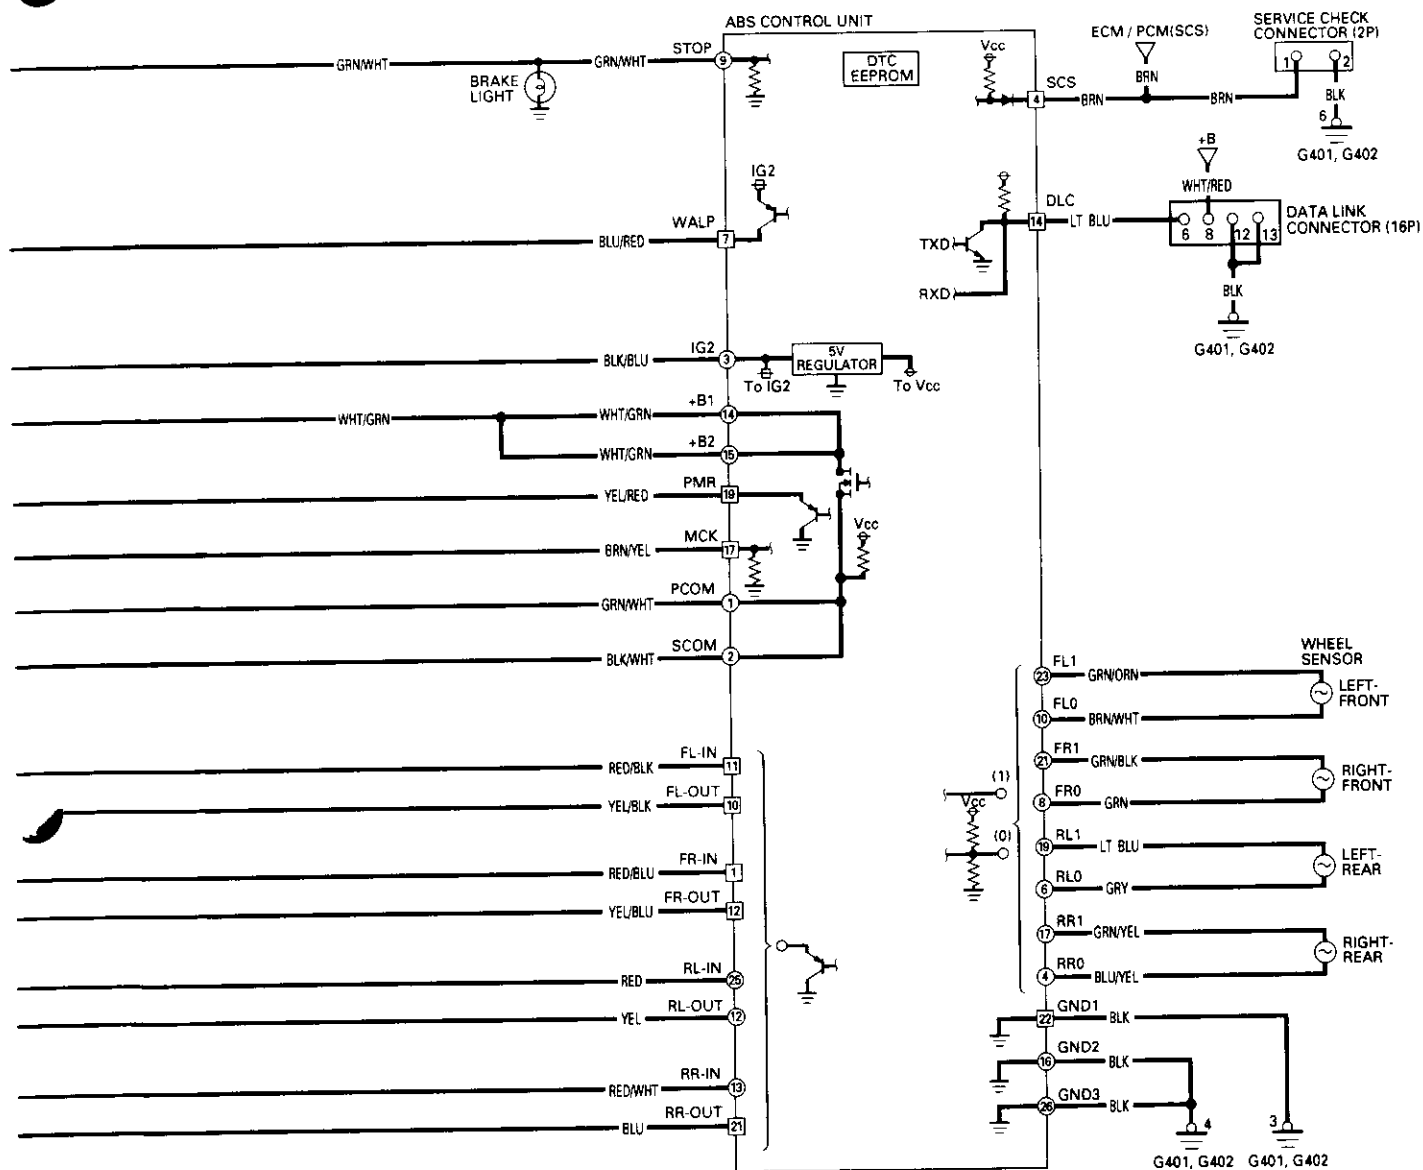 ABS CONTROL UNIT
ECM / PCM(SCS)
SERVICE CHECK
CONNECTOR (2P)
STOP
9
GRN/WHT
GRN/WHT
BRAKE
LIGHT
DTC
EEPROM
Vcc
SCS
4
BRN
BRN
BRN
1
2
BLK
6
G401, G402
+B
WHT/RED
IG2
WALP
7
BLU/RED
DLC
14
LT BLU
6
8
12
13
DATA LINK
CONNECTOR (16P)
TXD
RXD
BLK
G401, G402
IG2
3
BLK/BLU
5V
REGULATOR
To IG2
To Vcc
+B1
14
WHT/GRN
WHT/GRN
+B2
15
WHT/GRN
PMR
19
YEL/RED
Vcc
MCK
17
BRN/YEL
PCOM
1
GRN/WHT
SCOM
2
BLK/WHT
WHEEL
SENSOR
FL1
23
GRN/ORN
LEFT-
FRONT
FL0
10
BRN/WHT
FL-IN
11
RED/BLK
FR1
21
GRN/BLK
RIGHT-
FRONT
FL-OUT
10
YEL/BLK
(1)
Vcc
FR0
8
GRN
(0)
RL1
19
LT BLU
LEFT-
REAR
FR-IN
1
RED/BLU
RL0
6
GRY
FR-OUT
12
YEL/BLU
RR1
17
GRN/YEL
RIGHT-
REAR
RR0
4
BLU/YEL
RL-IN
25
RED
RL-OUT
12
YEL
GND1
22
BLK
GND2
16
BLK
RR-IN
13
RED/WHT
GND3
26
BLK
RR-OUT
21
BLU
4
3
G401, G402
G401, G402